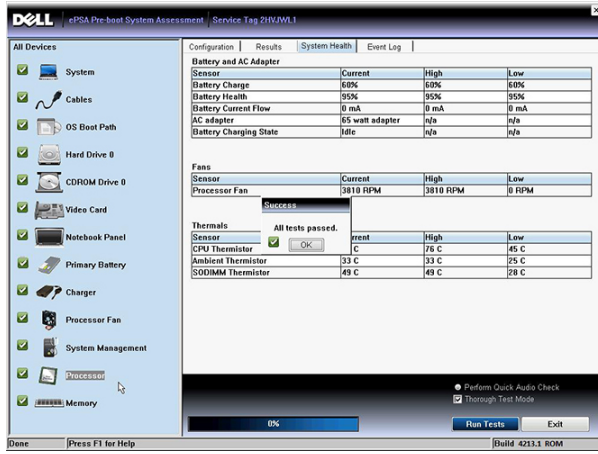 DELL ePSA Pre-boot System Assessment Service Tag 2HVJWL1
All Devices
System
Cables
OS Boot Path
Hard Drive 0
CDROM Drive 0
Video Card
Notebook Panel
Primary Battery
Charger
Processor Fan
System Management
Processor
Memory
Configuration Results System Health Event Log
Battery and AC Adapter
Sensor Current High Low
Battery Charge 60% 60% 60%
Battery Health 95% 95% 95%
Battery Current Flow 0 mA 0 mA 0 mA
AC adapter 65 watt adapter n/a n/a
Battery Charging State Idle n/a n/a
Fans
Sensor Current High Low
Processor Fan 3810 RPM 3810 RPM 0 RPM
Success
All tests passed.
OK
Thermals
Sensor High Low
CPU Thermistor C 76 C 45 C
Ambient Thermistor 33 C 33 C 25 C
SODIMM Thermistor 49 C 49 C 28 C
Perform Quick Audio Check
Thorough Test Mode
0% Run Tests Exit
Done Press F1 for Help Build 4213.1 ROM